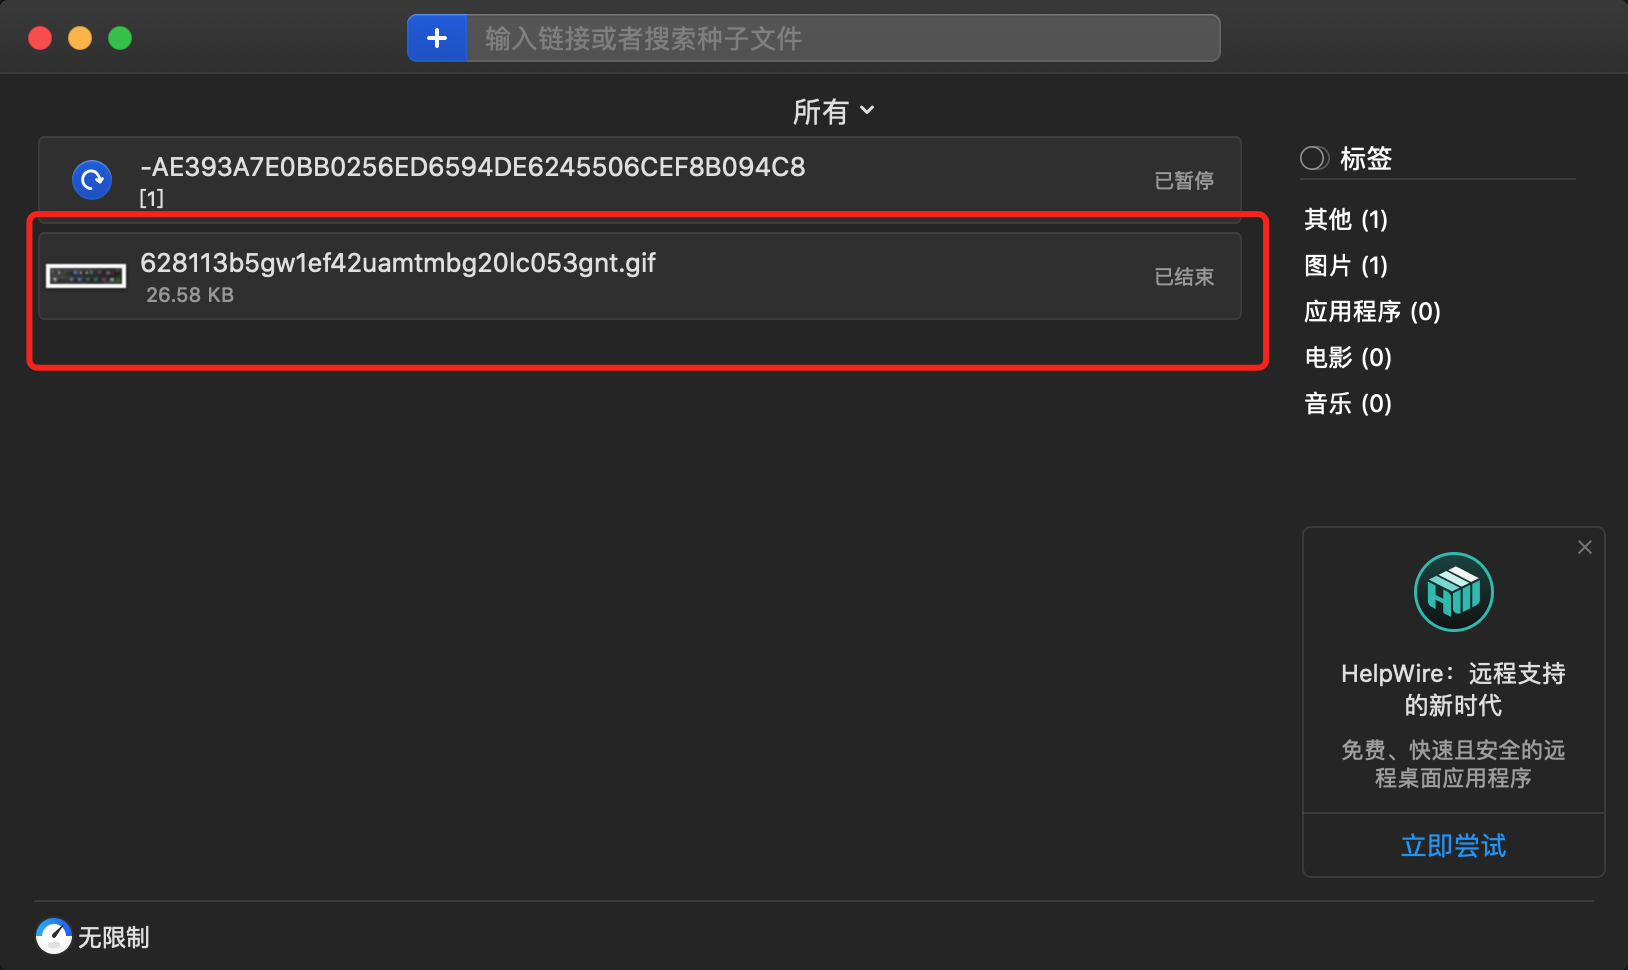 输入链接或者搜索种子文件
所有
-AE393A7E0BB0256ED6594DE6245506CEF8B094C8
[1]
已暂停
628113b5gw1ef42uamtmbg20lc053gnt.gif
26.58 KB
已结束
标签
其他 (1)
图片 (1)
应用程序 (0)
电影 (0)
音乐 (0)
HelpWire：远程支持
的新时代
免费、快速且安全的远
程桌面应用程序
立即尝试
无限制